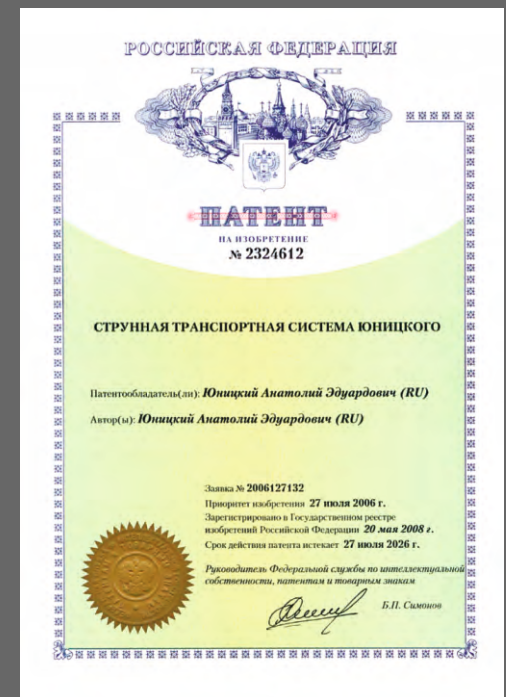 РОССИЙСКАЯ ФЕДЕРАЦИЯ
ПАТЕНТ
НА ИЗОБРЕТЕНИЕ
№ 2324612
СТРУННАЯ ТРАНСПОРТНАЯ СИСТЕМА ЮНИЦКОГО
Патентообладатель(ли): Юницкий Анатолий Эдуардович (RU)
Автор(ы): Юницкий Анатолий Эдуардович (RU)
Заявка № 2006127132
Приоритет изобретения 27 июля 2006 г.
Зарегистрировано в Государственном реестре
изобретений Российской Федерации 20 мая 2008 г.
Срок действия патента истекает 27 июля 2026 г.
Руководитель Федеральной службы по интеллектуальной
собственности, патентам и товарным знакам
Б.П. Симонов